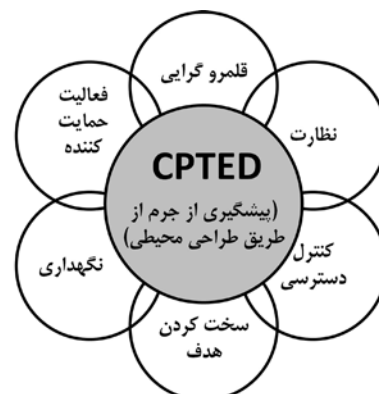 قلمرو گرایی
نظارت
کنترل
دسترسی
سخت کردن
هدف
نگهداری
فعالیت
حمایت
کننده
CPTED
(پیشگیری از جرم از
طریق طراحی محیطی)